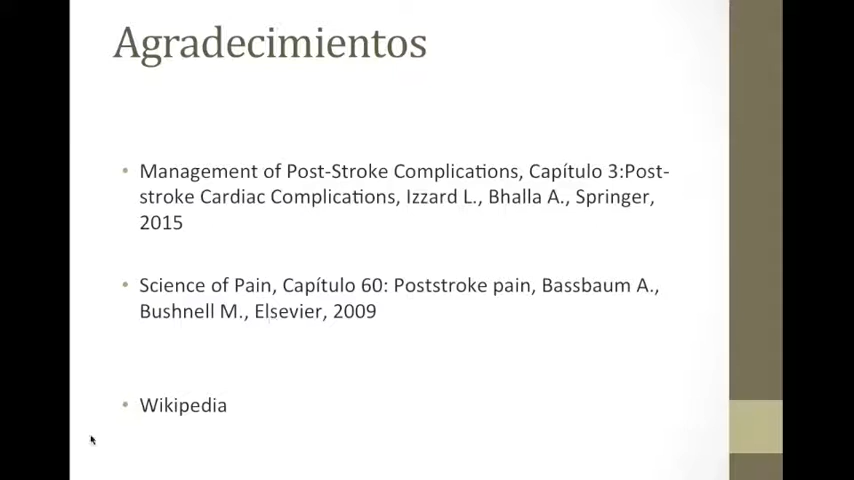 Agradecimientos
• Management of Post-Stroke Complications, Capítulo 3:Post-
stroke Cardiac Complications, Izzard L., Bhalla A., Springer,
2015
• Science of Pain, Capítulo 60: Poststroke pain, Bassbaum A.,
Bushnell M., Elsevier, 2009
• Wikipedia